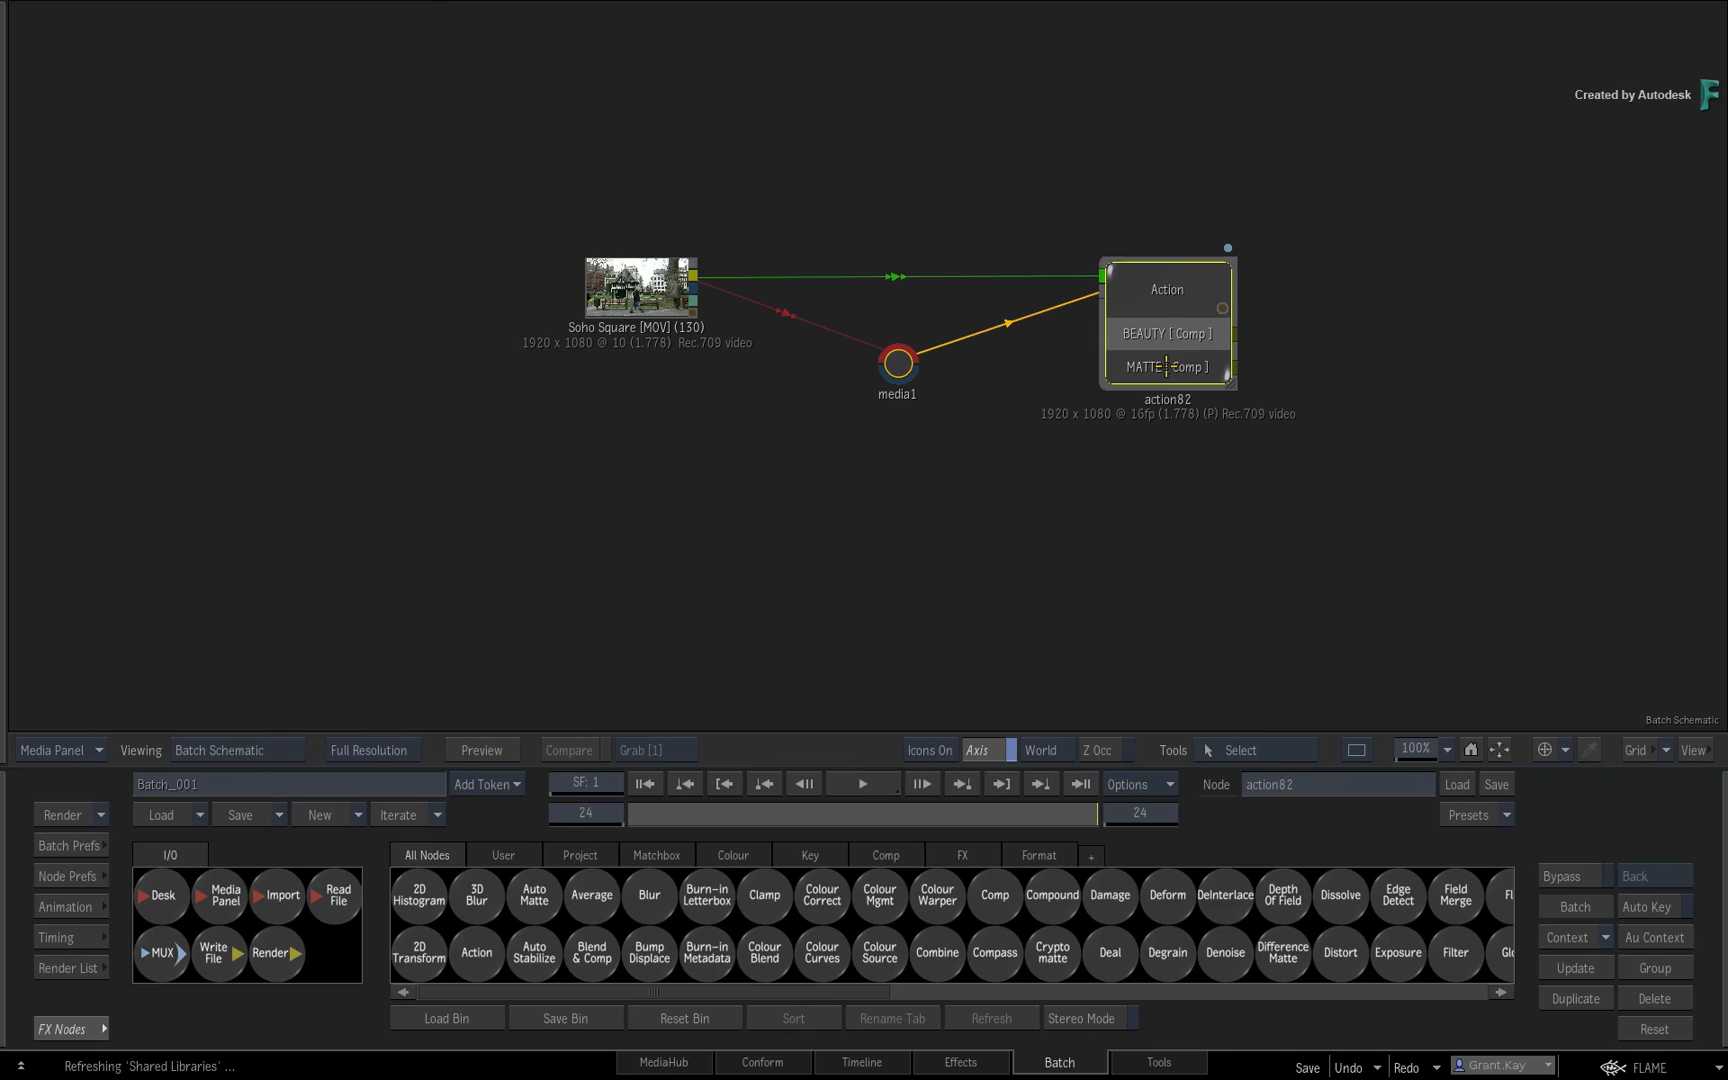 Created by Autodesk
Action
BEAUTY [ Comp ]
MATTE [ Comp ]
action82
1920 x 1080 @ 16fp (1.778) (P) Rec.709 video
Soho Square [MOV] (130)
1920 x 1080 @ 10 (1.778) Rec.709 video
media1
Batch Schematic
Media Panel Viewing Batch Schematic Full Resolution Preview Compare Grab [1] Icons On Axis World Z Occ Tools Select 100% Grid View
Batch_001 Add Token SF: 1 Options Node action82 Load Save
Render Load Save New Iterate 24 24 Presets
Batch Prefs I/O All Nodes User Project Matchbox Colour Key Comp FX Format +
Node Prefs
Animation
Timing
Render List
FX Nodes
Desk
Media Panel
Import
Read File
MUX
Write File
Render
2D Histogram
3D Blur
Auto Matte
Average
Blur
Burn-in Letterbox
Clamp
Colour Correct
Colour Mgmt
Colour Warper
Comp
Compound
Damage
Deform
DeInterlace
Depth Of Field
Dissolve
Edge Detect
Field Merge
Fl
2D Transform
Action
Auto Stabilize
Blend & Comp
Bump Displace
Burn-in Metadata
Colour Blend
Colour Curves
Colour Source
Combine
Compass
Crypto matte
Deal
Degrain
Denoise
Difference Matte
Distort
Exposure
Filter
Glo
Load Bin Save Bin Reset Bin Sort Rename Tab Refresh Stereo Mode
Bypass Back
Batch Auto Key
Context Au Context
Update Group
Duplicate Delete
Reset
Refreshing 'Shared Libraries' ... MediaHub Conform Timeline Effects Batch Tools Save Undo Redo Grant.Kay FLAME